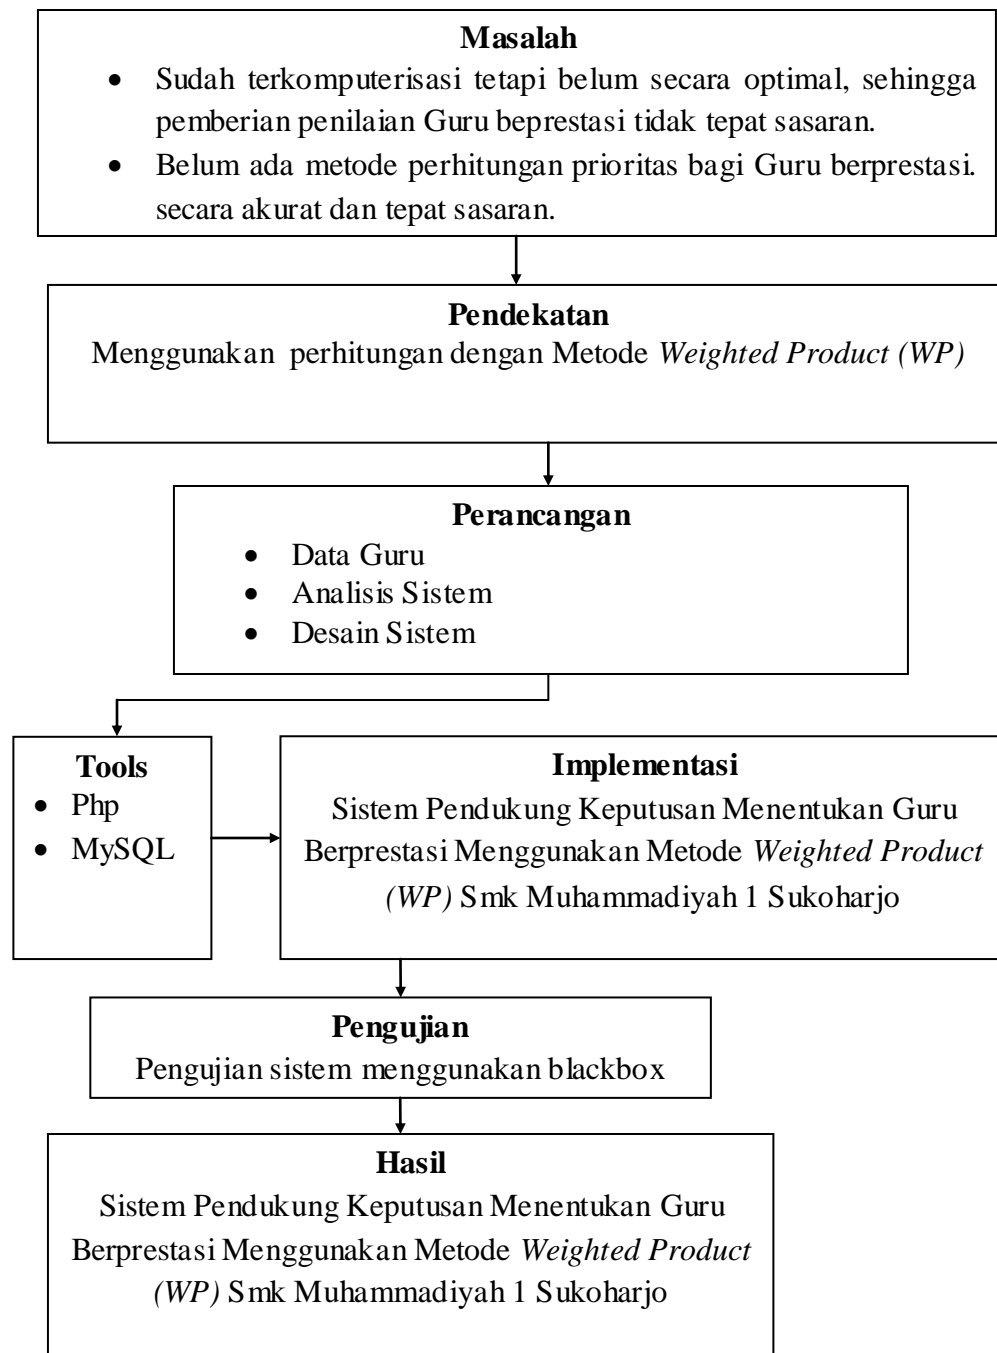 Masalah
• Sudah terkomputerisasi tetapi belum secara optimal, sehingga
pemberian penilaian Guru beprestasi tidak tepat sasaran.
• Belum ada metode perhitungan prioritas bagi Guru berprestasi.
secara akurat dan tepat sasaran.
Pendekatan
Menggunakan perhitungan dengan Metode Weighted Product (WP)
Perancangan
• Data Guru
• Analisis Sistem
• Desain Sistem
Tools
• Php
• MySQL
Implementasi
Sistem Pendukung Keputusan Menentukan Guru
Berprestasi Menggunakan Metode Weighted Product
(WP) Smk Muhammadiyah 1 Sukoharjo
Pengujian
Pengujian sistem menggunakan blackbox
Hasil
Sistem Pendukung Keputusan Menentukan Guru
Berprestasi Menggunakan Metode Weighted Product
(WP) Smk Muhammadiyah 1 Sukoharjo